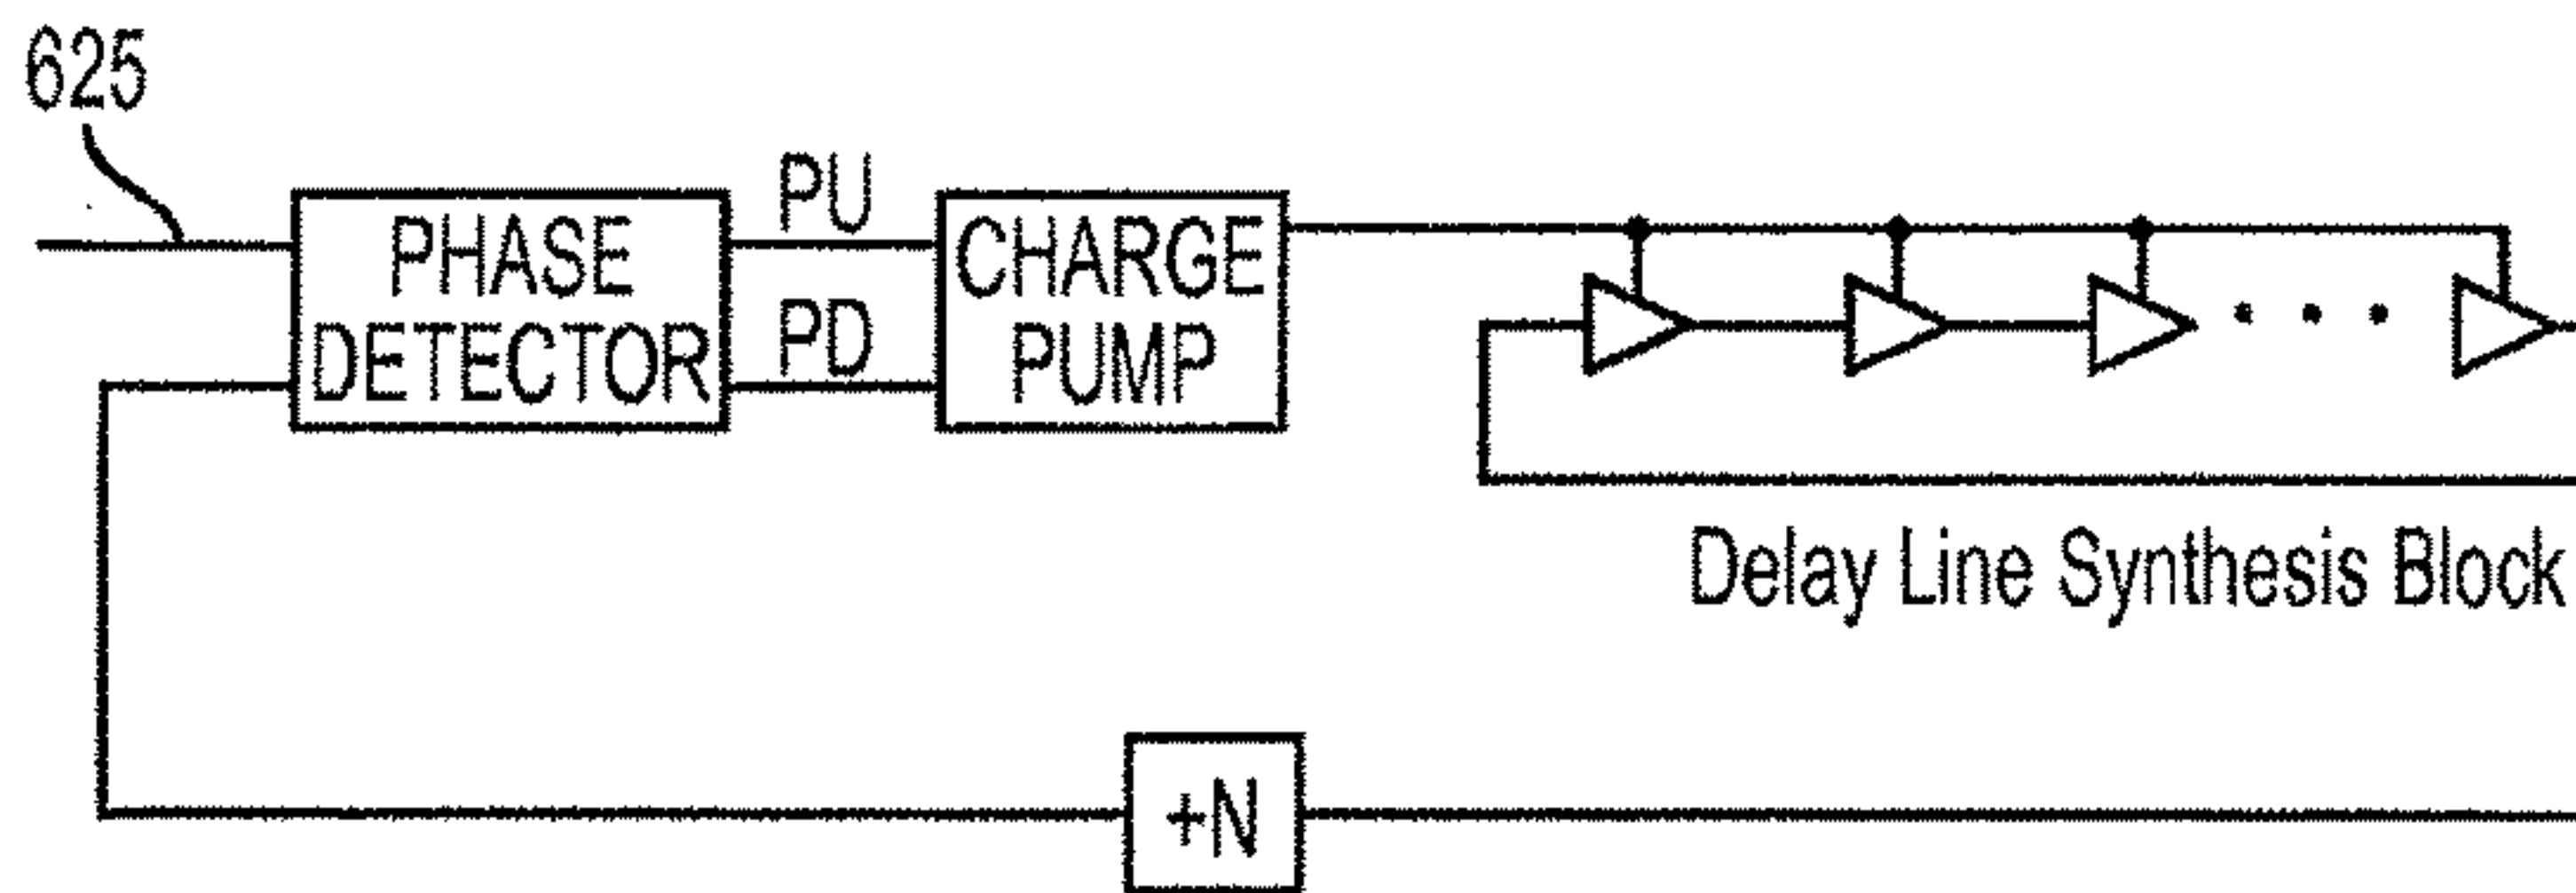 625
PHASE
DETECTOR
PU
PD
CHARGE
PUMP
Delay Line Synthesis Block
+N